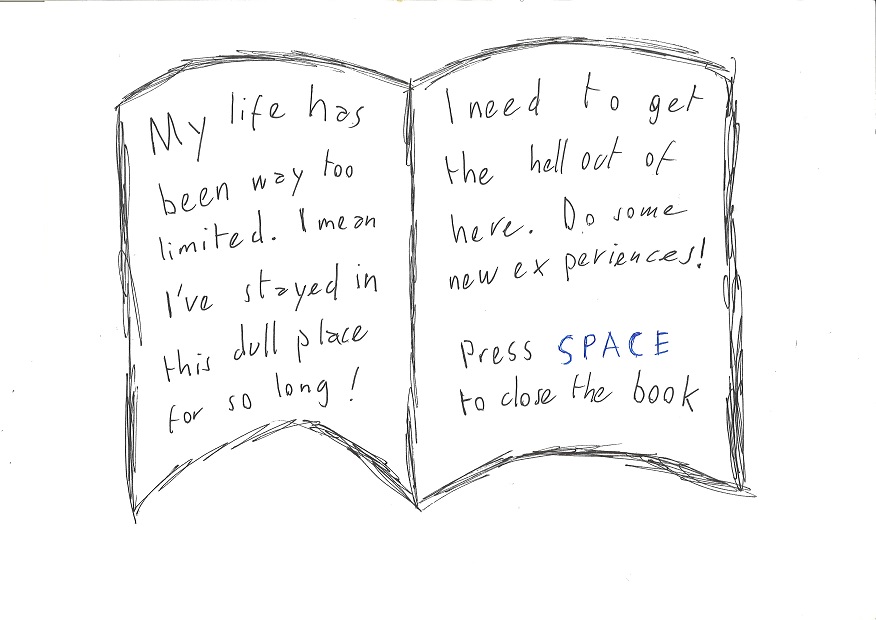 My life has
been way too
limited. I mean
I've stayed in
this dull place
for so long!
I need to get
the hell out of
here. Do some
new experiences!
Press SPACE
to close the book